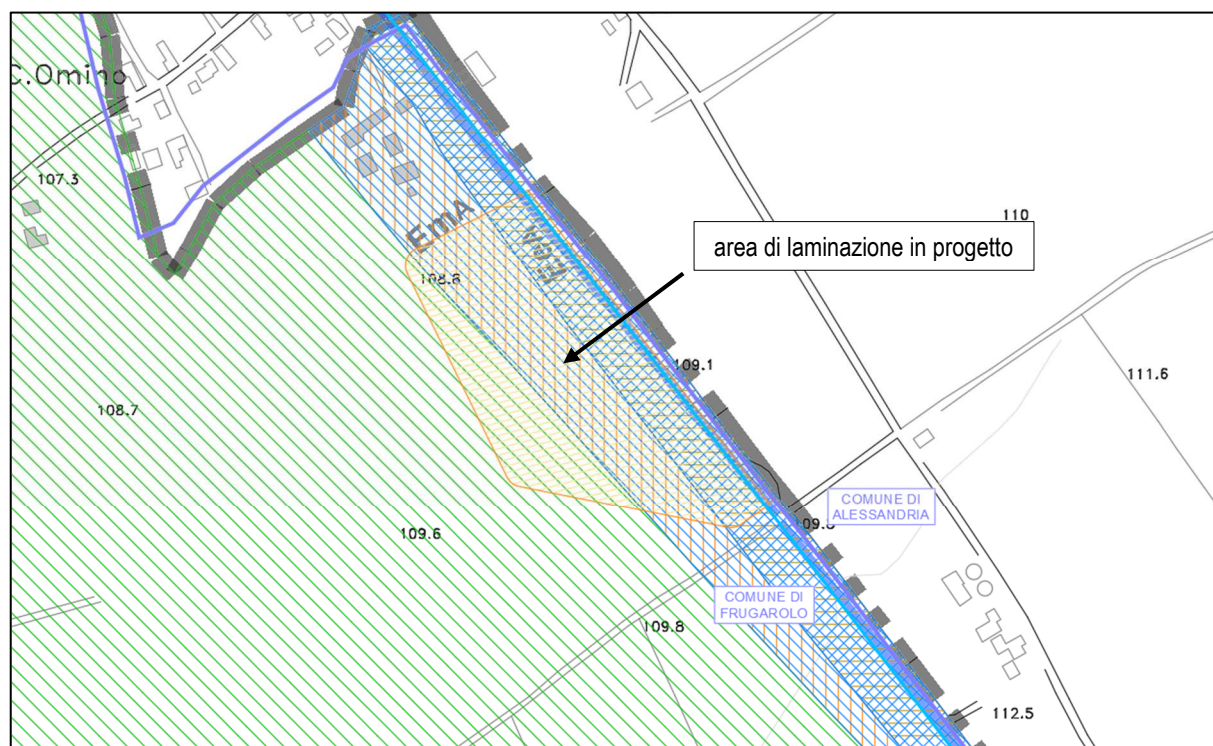 C.Omino
107.3
110
EmA
area di laminazione in progetto
108.8
109.1
111.6
108.7
COMUNE DI
ALESSANDRIA
109.6
COMUNE DI
FRUGAROLO
109.8
112.5